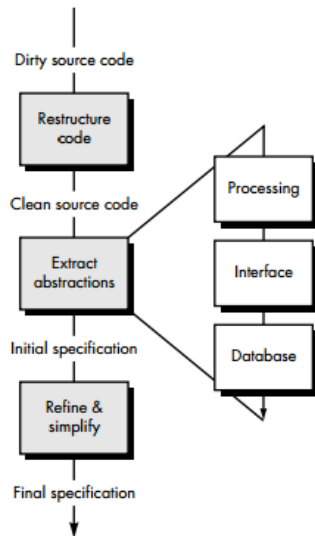 Dirty source code
Restructure
code
Clean source code
Extract
abstractions
Initial specification
Refine &
simplify
Final specification
Processing
Interface
Database